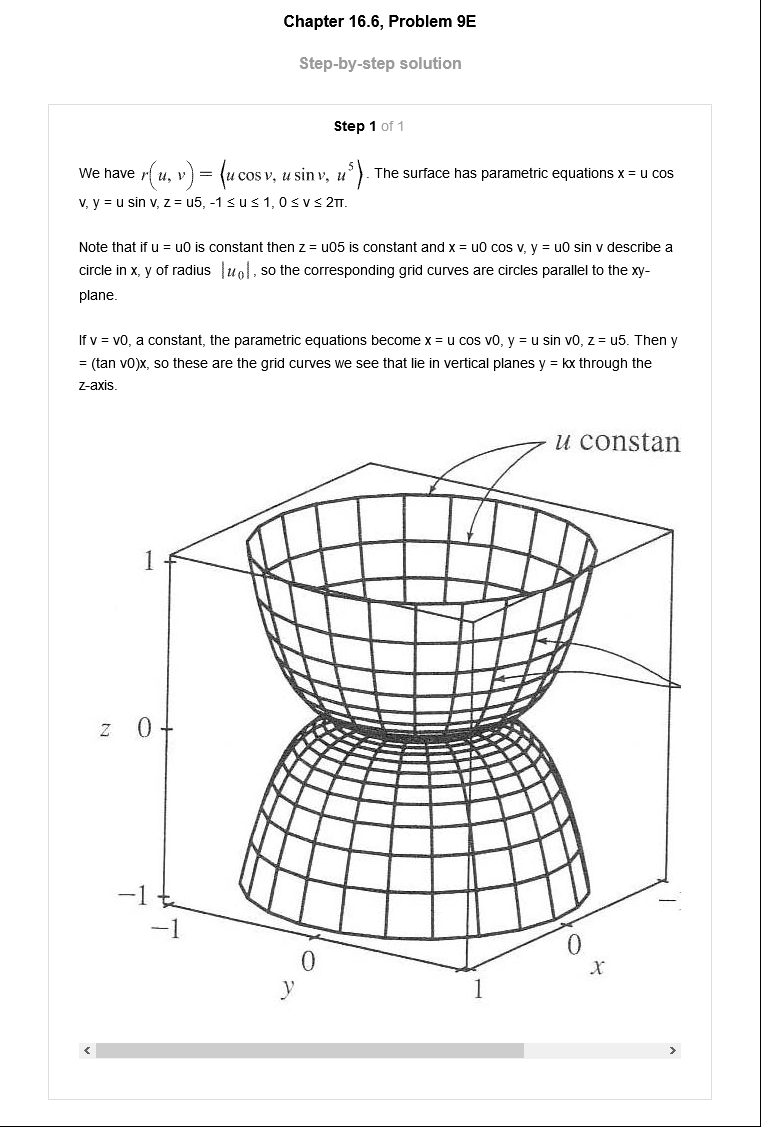 Chapter 16.6, Problem 9E
Step-by-step solution
Step 1 of 1
We have r(u, v) = ⟨u cos v, u sin v, u⁵⟩. The surface has parametric equations x = u cos
v, y = u sin v, z = u5, -1 ≤ u ≤ 1, 0 ≤ v ≤ 2π.
Note that if u = u0 is constant then z = u05 is constant and x = u0 cos v, y = u0 sin v describe a
circle in x, y of radius |u₀|, so the corresponding grid curves are circles parallel to the xy-
plane.
If v = v0, a constant, the parametric equations become x = u cos v0, y = u sin v0, z = u5. Then y
= (tan v0)x, so these are the grid curves we see that lie in vertical planes y = kx through the
z-axis.
u constan
1
z 0
−1
−1
0
y
1
0
x
−